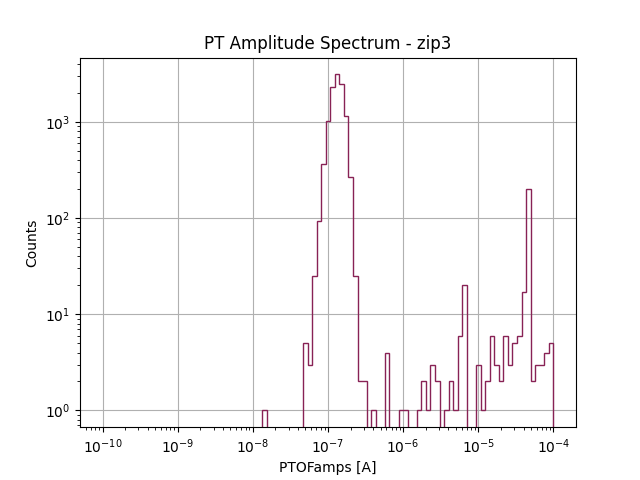 PT Amplitude Spectrum - zip3
Counts
10³
10²
10¹
10⁰
10⁻¹⁰ 10⁻⁹ 10⁻⁸ 10⁻⁷ 10⁻⁶ 10⁻⁵ 10⁻⁴
PTOFamps [A]